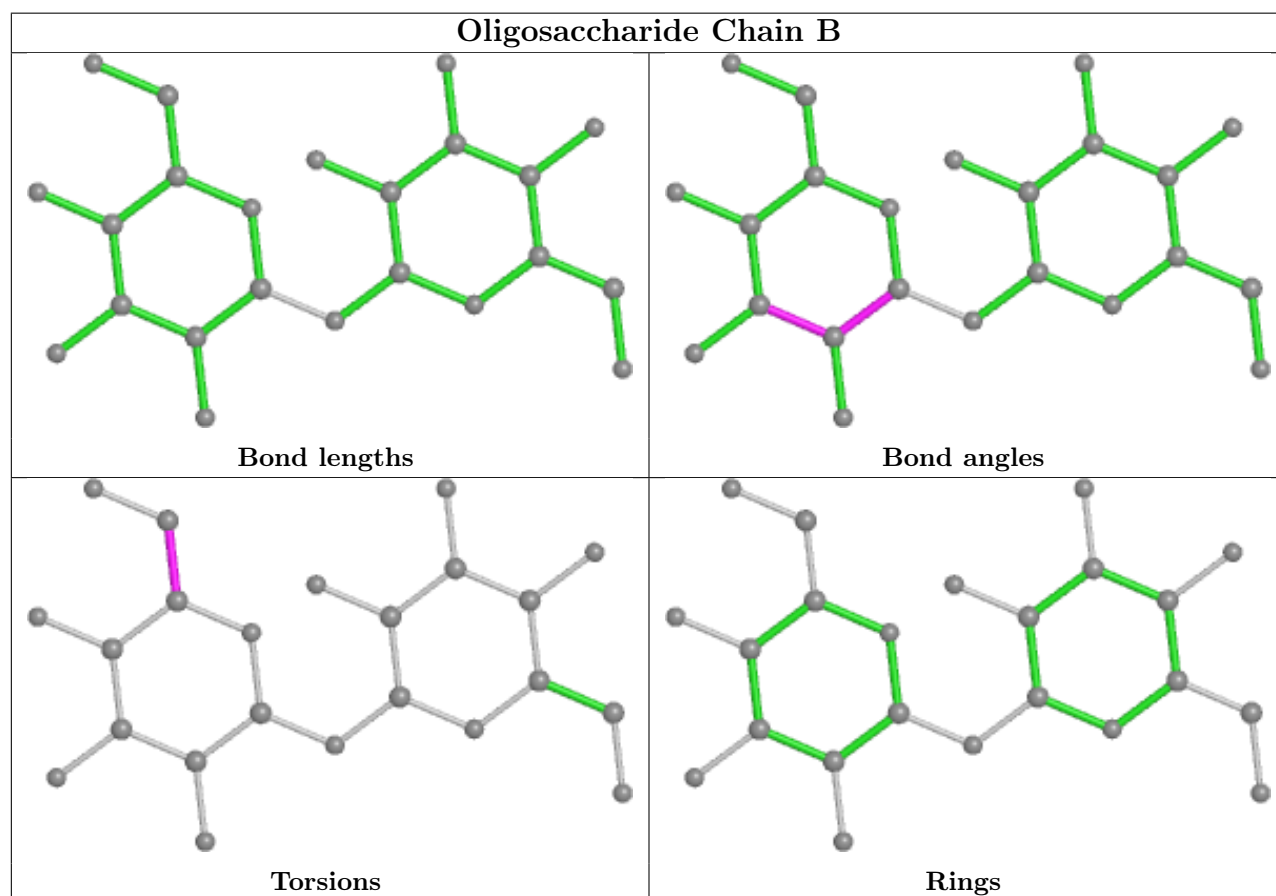 Oligosaccharide Chain B
Bond lengths
Bond angles
Torsions
Rings